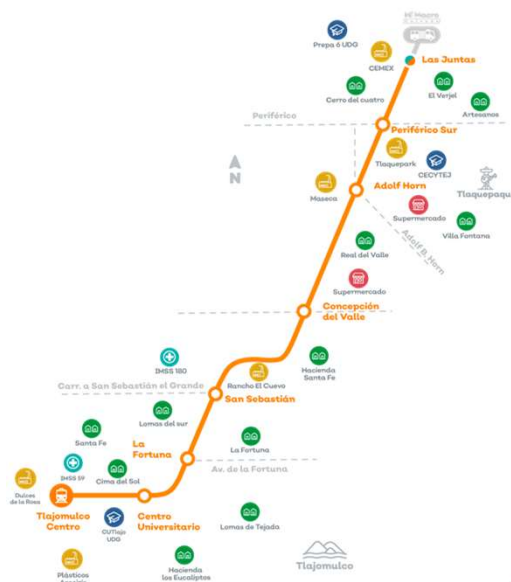 Mi Macro
Prepa 6 UDG
CEMEX
Las Juntas
Cerro del cuatro
El Verjel
Artesanos
Periférico
Periférico Sur
Tlaquepark
CECYTEJ
Tlaquepaque
Maseca
Adolf Horn
Supermercado
Villa Fontana
Adolf B. Horn
Real del Valle
Supermercado
Concepción
del Valle
IMSS 180
Rancho El Cuevo
Hacienda
Santa Fe
Carr. a San Sebastián el Grande
San Sebastián
Lomas del sur
Santa Fe
La
Fortuna
La Fortuna
Av. de la Fortuna
IMSS 59
Cima del Sol
Dulces
de la Rosa
Tlajomulco
Centro
Centro
Universitario
CUTlajo
UDG
Lomas de Tejada
Plásticos
Hacienda
los Eucaliptos
Tlajomulco
A
N